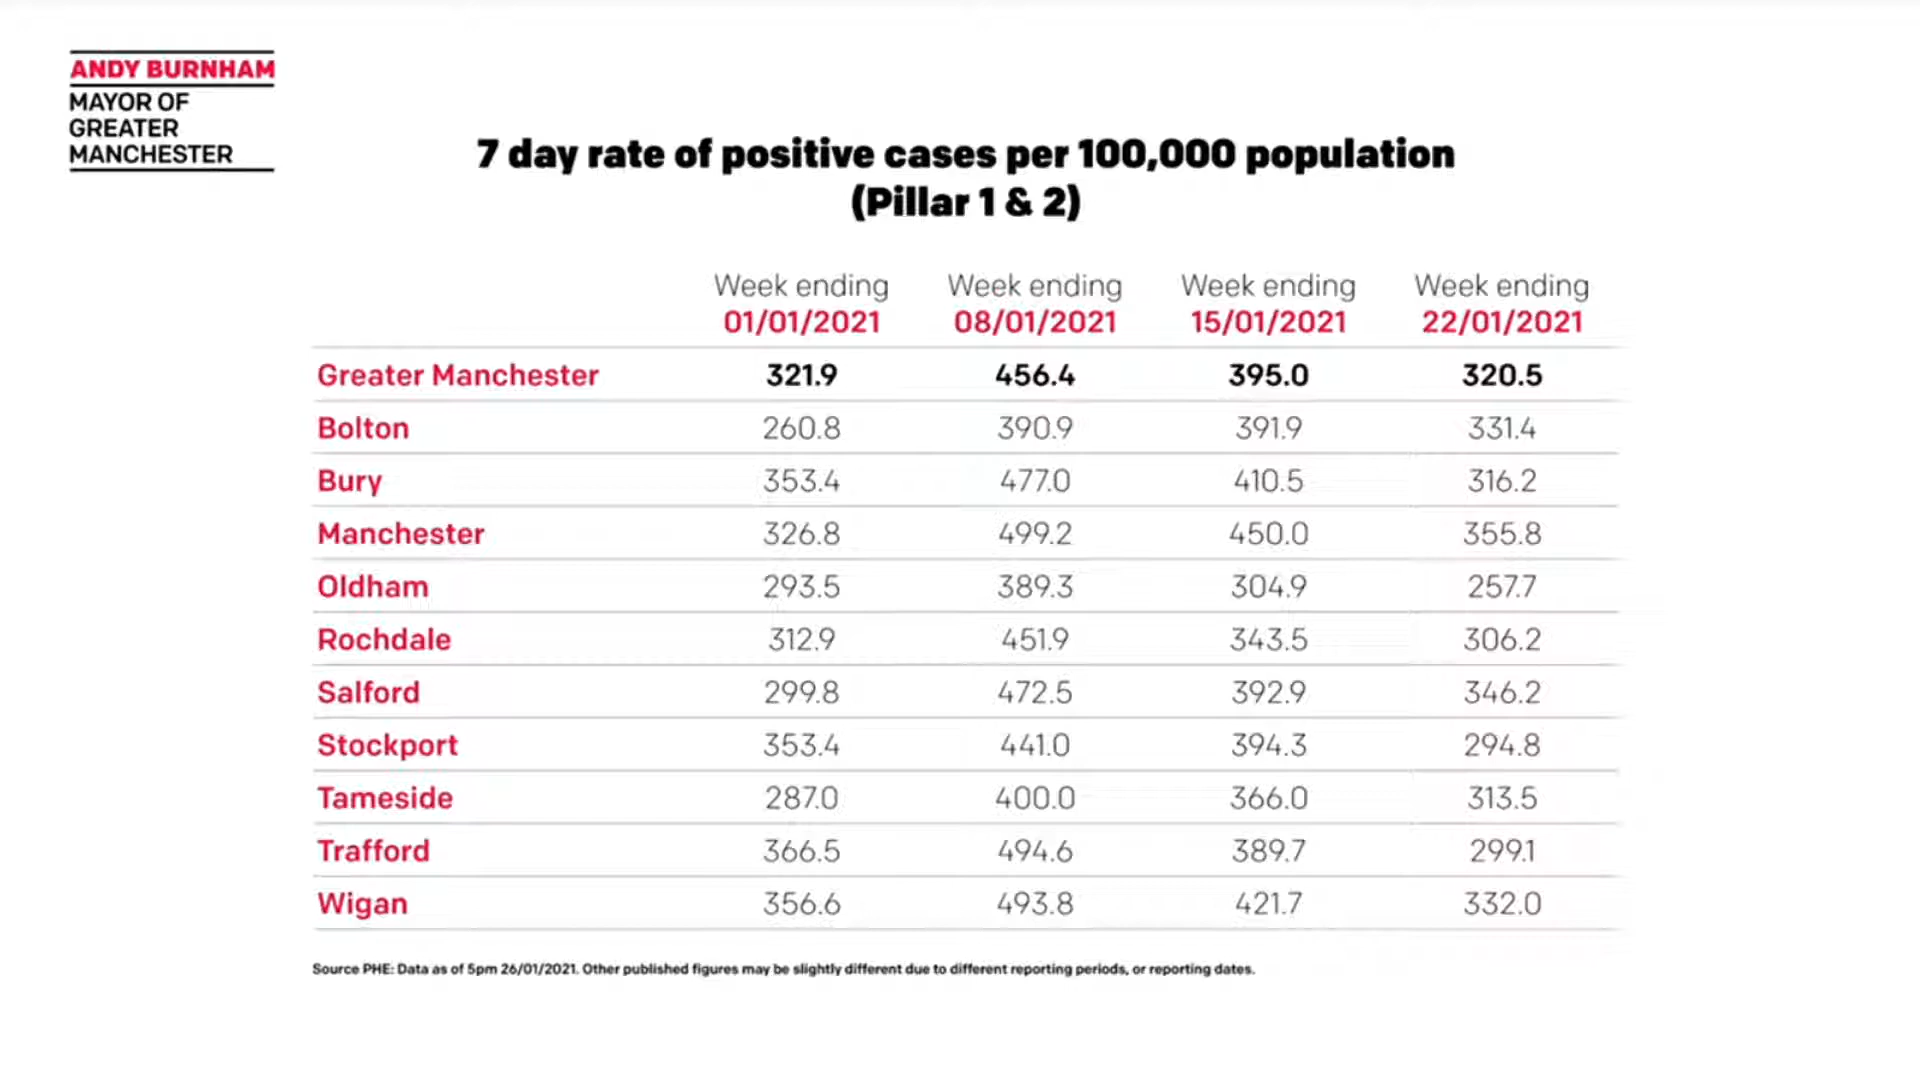 ANDY BURNHAM
MAYOR OF
GREATER
MANCHESTER
7 day rate of positive cases per 100,000 population
(Pillar 1 & 2)
Week ending Week ending Week ending Week ending
01/01/2021 08/01/2021 15/01/2021 22/01/2021
Greater Manchester 321.9 456.4 395.0 320.5
Bolton 260.8 390.9 391.9 331.4
Bury 353.4 477.0 410.5 316.2
Manchester 326.8 499.2 450.0 355.8
Oldham 293.5 389.3 304.9 257.7
Rochdale 312.9 451.9 343.5 306.2
Salford 299.8 472.5 392.9 346.2
Stockport 353.4 441.0 394.3 294.8
Tameside 287.0 400.0 366.0 313.5
Trafford 366.5 494.6 389.7 299.1
Wigan 356.6 493.8 421.7 332.0
Source PHE: Data as of 5pm 26/01/2021. Other published figures may be slightly different due to different reporting periods, or reporting dates.